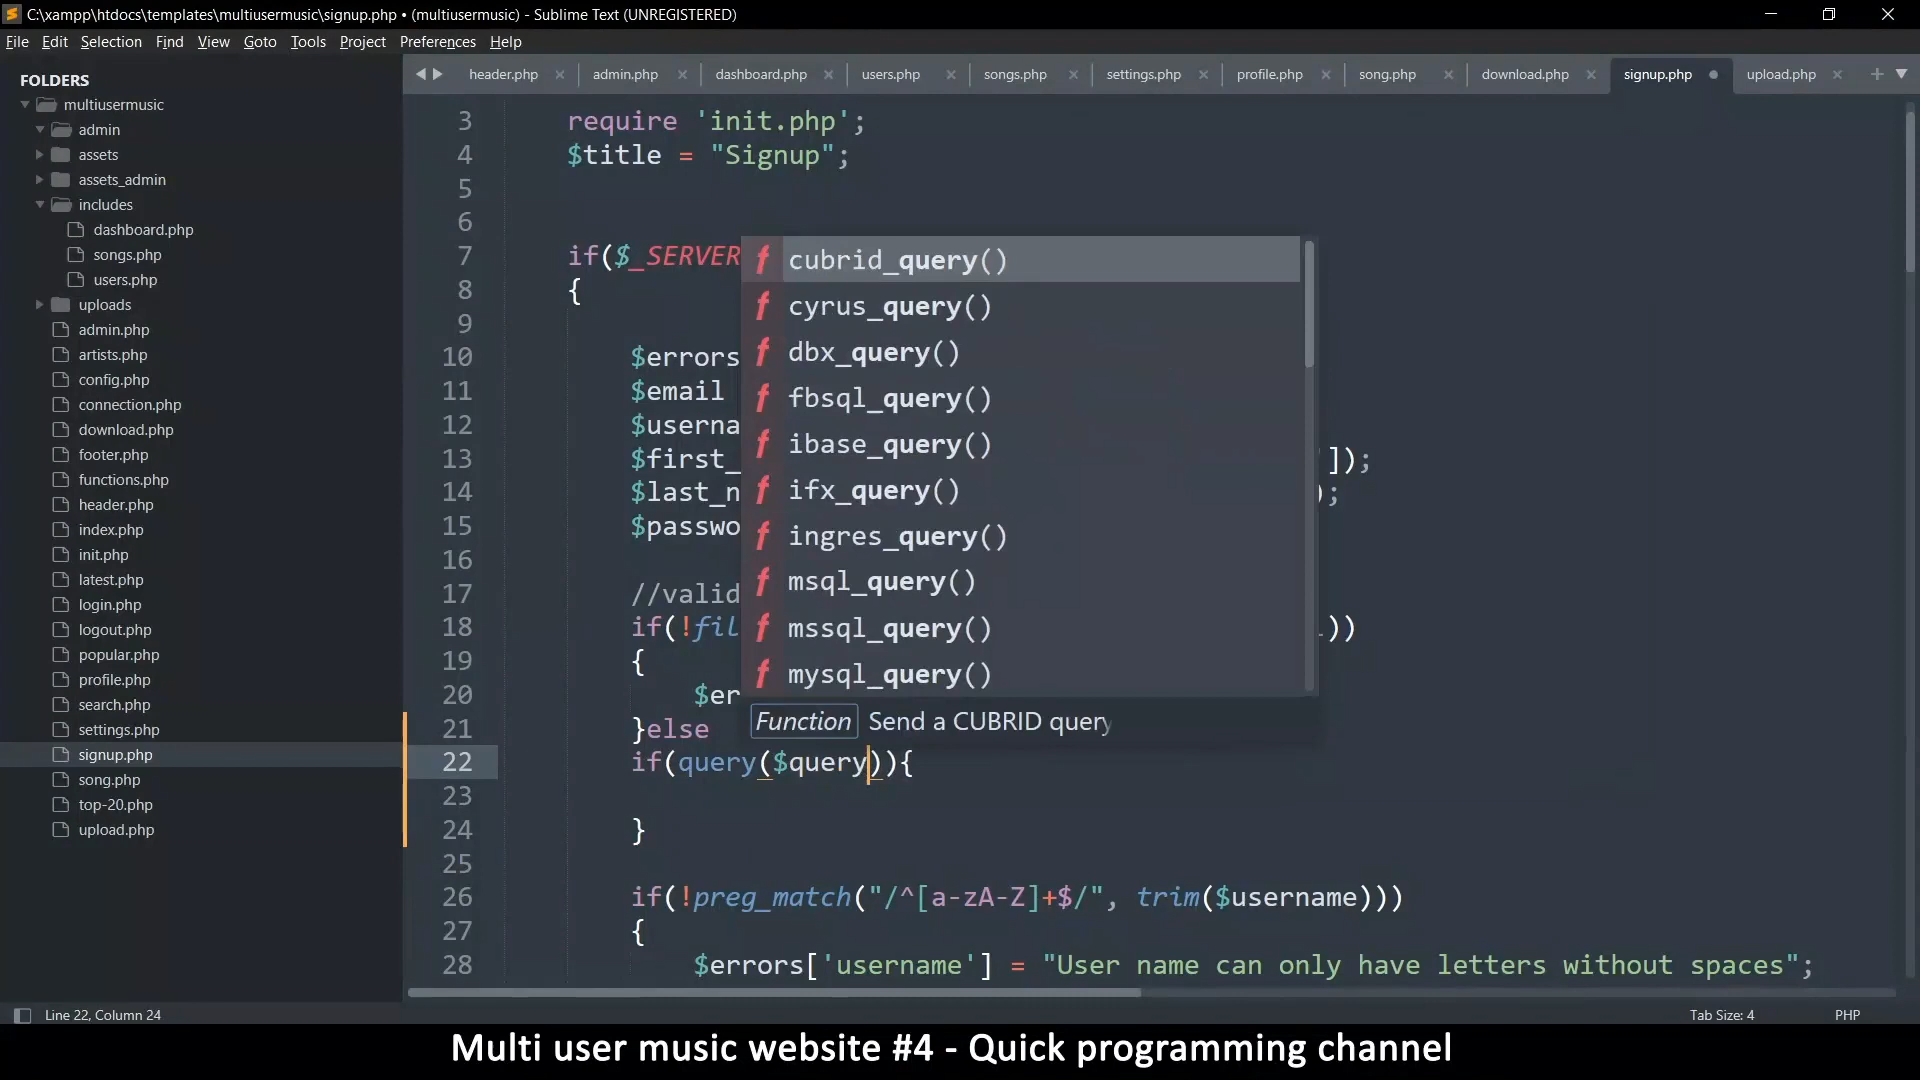 C:\xampp\htdocs\templates\multiusermusic\signup.php • (multiusermusic) - Sublime Text (UNREGISTERED)
File Edit Selection Find View Goto Tools Project Preferences Help
FOLDERS
multiusermusic
admin
assets
assets_admin
includes
dashboard.php
songs.php
users.php
uploads
admin.php
artists.php
config.php
connection.php
download.php
footer.php
functions.php
header.php
index.php
init.php
latest.php
login.php
logout.php
popular.php
profile.php
search.php
settings.php
signup.php
song.php
top-20.php
upload.php
header.php admin.php dashboard.php users.php songs.php settings.php profile.php song.php download.php signup.php upload.php
3 require 'init.php';
4 $title = "Signup";
5
6
7 if($_SERVER
8 {
9
10 $errors
11 $email
12 $userna
13 $first_ ']);
14 $last_n );
15 $passwo
16
17 //valid
18 if(!fil ))
19 {
20 $er
21 }else
22 if(query($query)){
23
24 }
25
26 if(!preg_match("/^[a-zA-Z]+$/", trim($username)))
27 {
28 $errors['username'] = "User name can only have letters without spaces";
f cubrid_query()
f cyrus_query()
f dbx_query()
f fbsql_query()
f ibase_query()
f ifx_query()
f ingres_query()
f msql_query()
f mssql_query()
f mysql_query()
Function Send a CUBRID query
Line 22, Column 24 Tab Size: 4 PHP
Multi user music website #4 - Quick programming channel